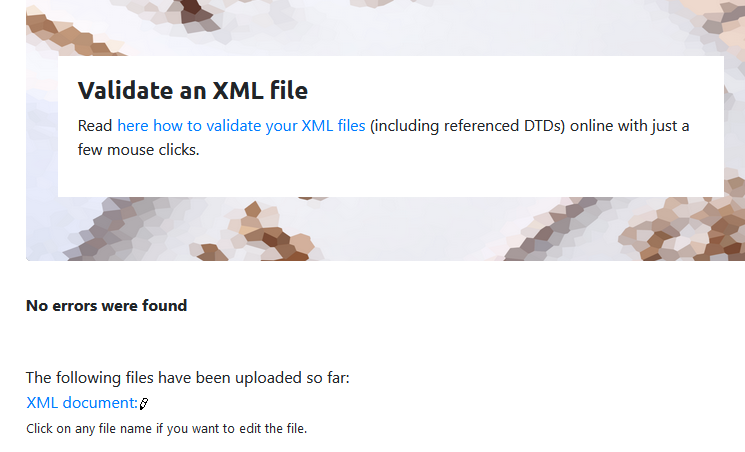 Validate an XML file
Read here how to validate your XML files (including referenced DTDs) online with just a
few mouse clicks.
No errors were found
The following files have been uploaded so far:
XML document:
Click on any file name if you want to edit the file.